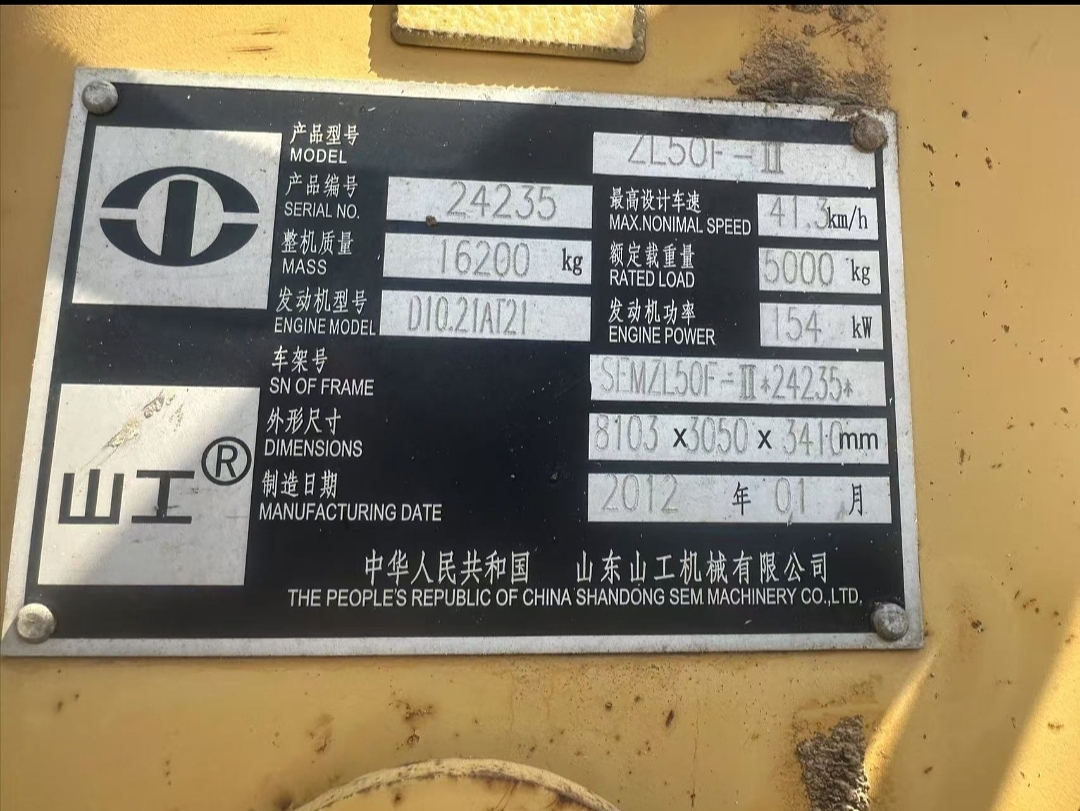 产品型号
MODEL
ZL50F-Ⅲ
产品编号
SERIAL NO.
24235
最高设计车速
MAX.NONIMAL SPEED
41.3km/h
整机质量
MASS
16200 kg
额定载重量
RATED LOAD
5000 kg
发动机型号
ENGINE MODEL
D10.21AT21
发动机功率
ENGINE POWER
154 kW
车架号
SN OF FRAME
SEMZL50F-Ⅲ*24235*
外形尺寸
DIMENSIONS
8103 x3050 x 3410mm
制造日期
MANUFACTURING DATE
2012 年 01 月
山工®
中华人民共和国 山东山工机械有限公司
THE PEOPLE'S REPUBLIC OF CHINA SHANDONG SEM MACHINERY CO.,LTD.